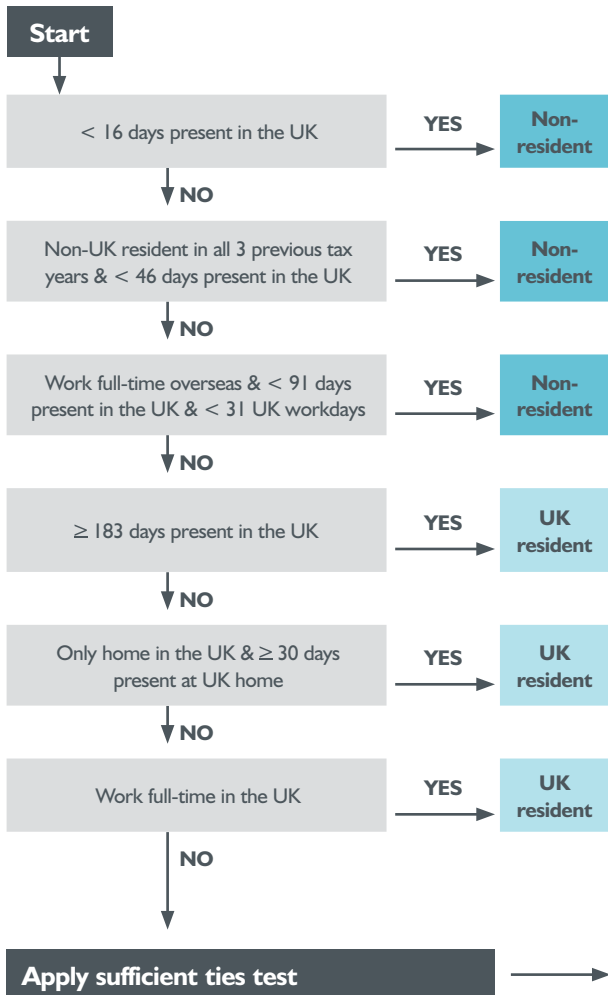 Start
< 16 days present in the UK
YES
Non-
resident
NO
Non-UK resident in all 3 previous tax
years & < 46 days present in the UK
YES
Non-
resident
NO
Work full-time overseas & < 91 days
present in the UK & < 31 UK workdays
YES
Non-
resident
NO
≥ 183 days present in the UK
YES
UK
resident
NO
Only home in the UK & ≥ 30 days
present at UK home
YES
UK
resident
NO
Work full-time in the UK
YES
UK
resident
NO
Apply sufficient ties test